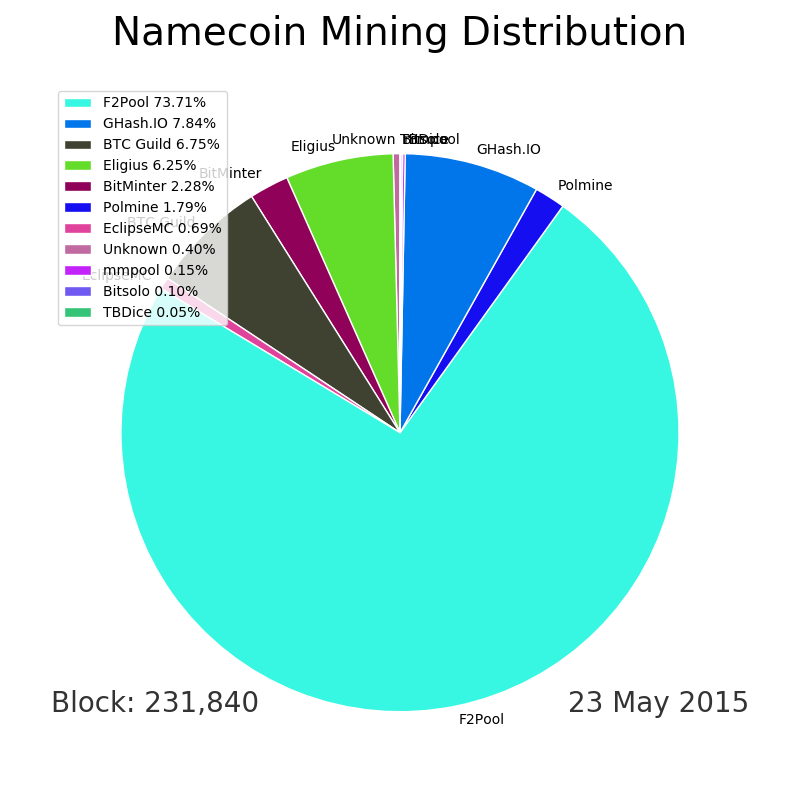 Namecoin Mining Distribution
F2Pool 73.71%
GHash.IO 7.84%
BTC Guild 6.75%
Eligius 6.25%
BitMinter 2.28%
Polmine 1.79%
EclipseMC 0.69%
Unknown 0.40%
mmpool 0.15%
Bitsolo 0.10%
TBDice 0.05%
Unknown
Eligius
BitMinter
BTC Guild
EclipseMC
GHash.IO
Polmine
F2Pool
Block: 231,840
23 May 2015